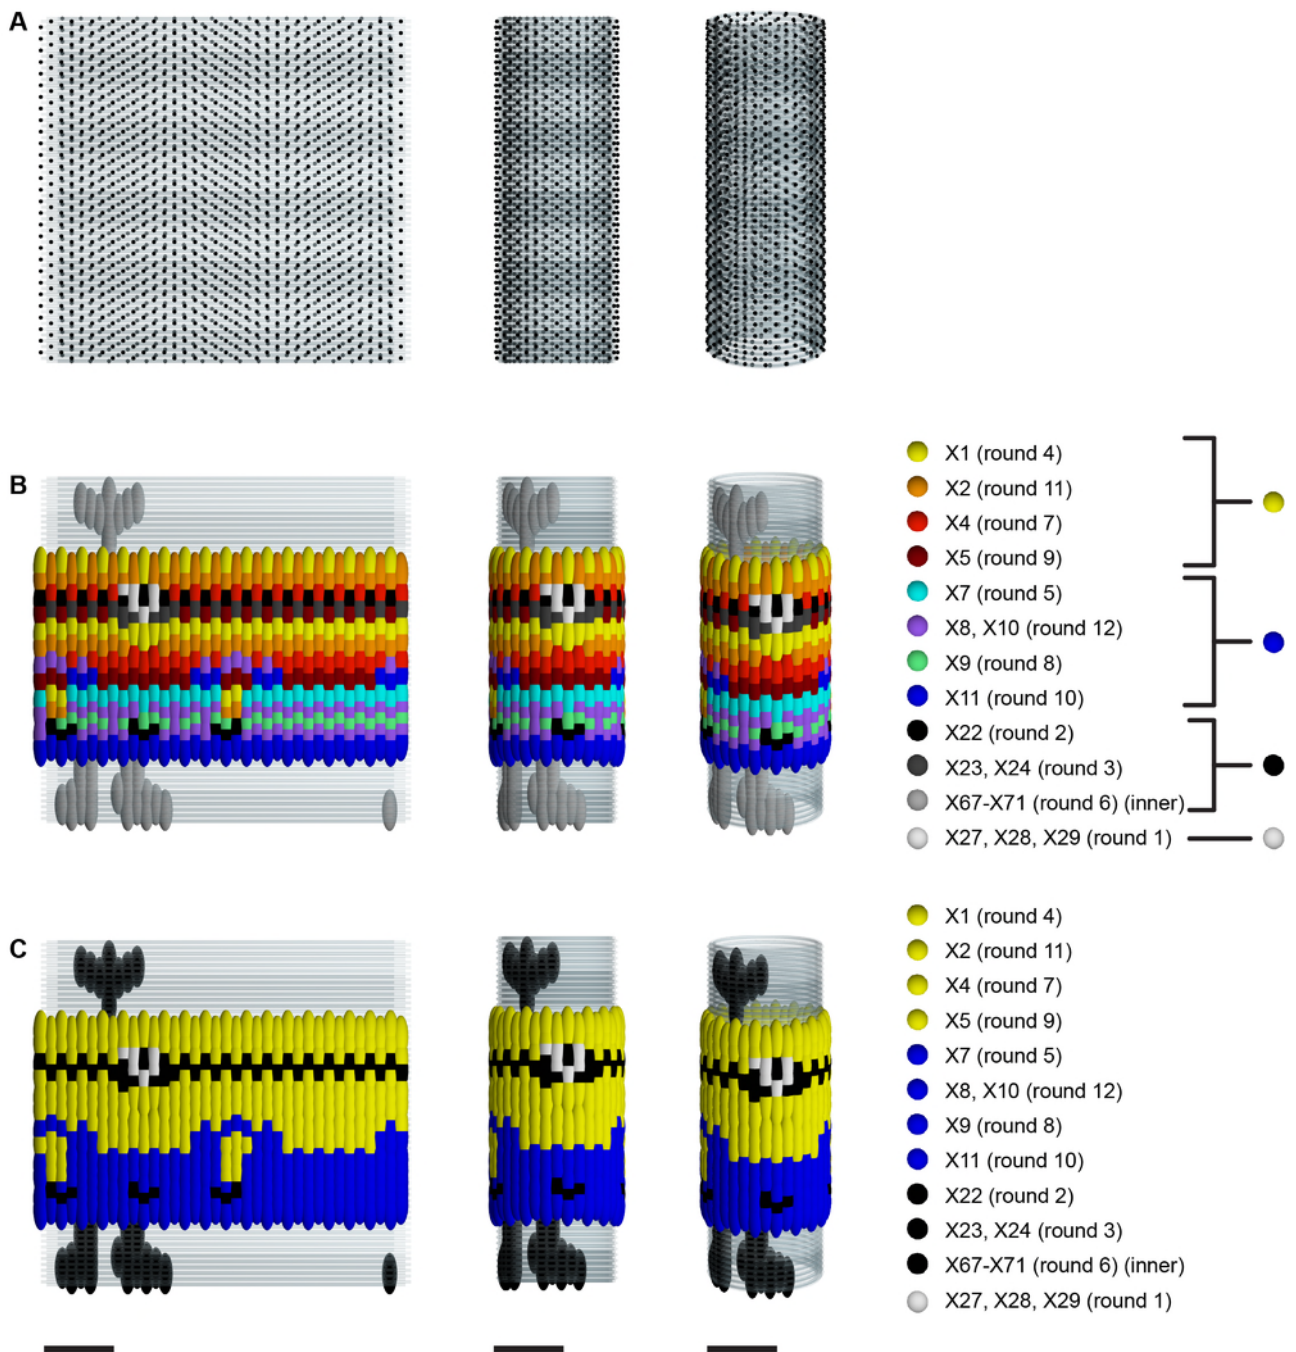 A
B
X1 (round 4)
X2 (round 11)
X4 (round 7)
X5 (round 9)
X7 (round 5)
X8, X10 (round 12)
X9 (round 8)
X11 (round 10)
X22 (round 2)
X23, X24 (round 3)
X67-X71 (round 6) (inner)
X27, X28, X29 (round 1)
C
X1 (round 4)
X2 (round 11)
X4 (round 7)
X5 (round 9)
X7 (round 5)
X8, X10 (round 12)
X9 (round 8)
X11 (round 10)
X22 (round 2)
X23, X24 (round 3)
X67-X71 (round 6) (inner)
X27, X28, X29 (round 1)